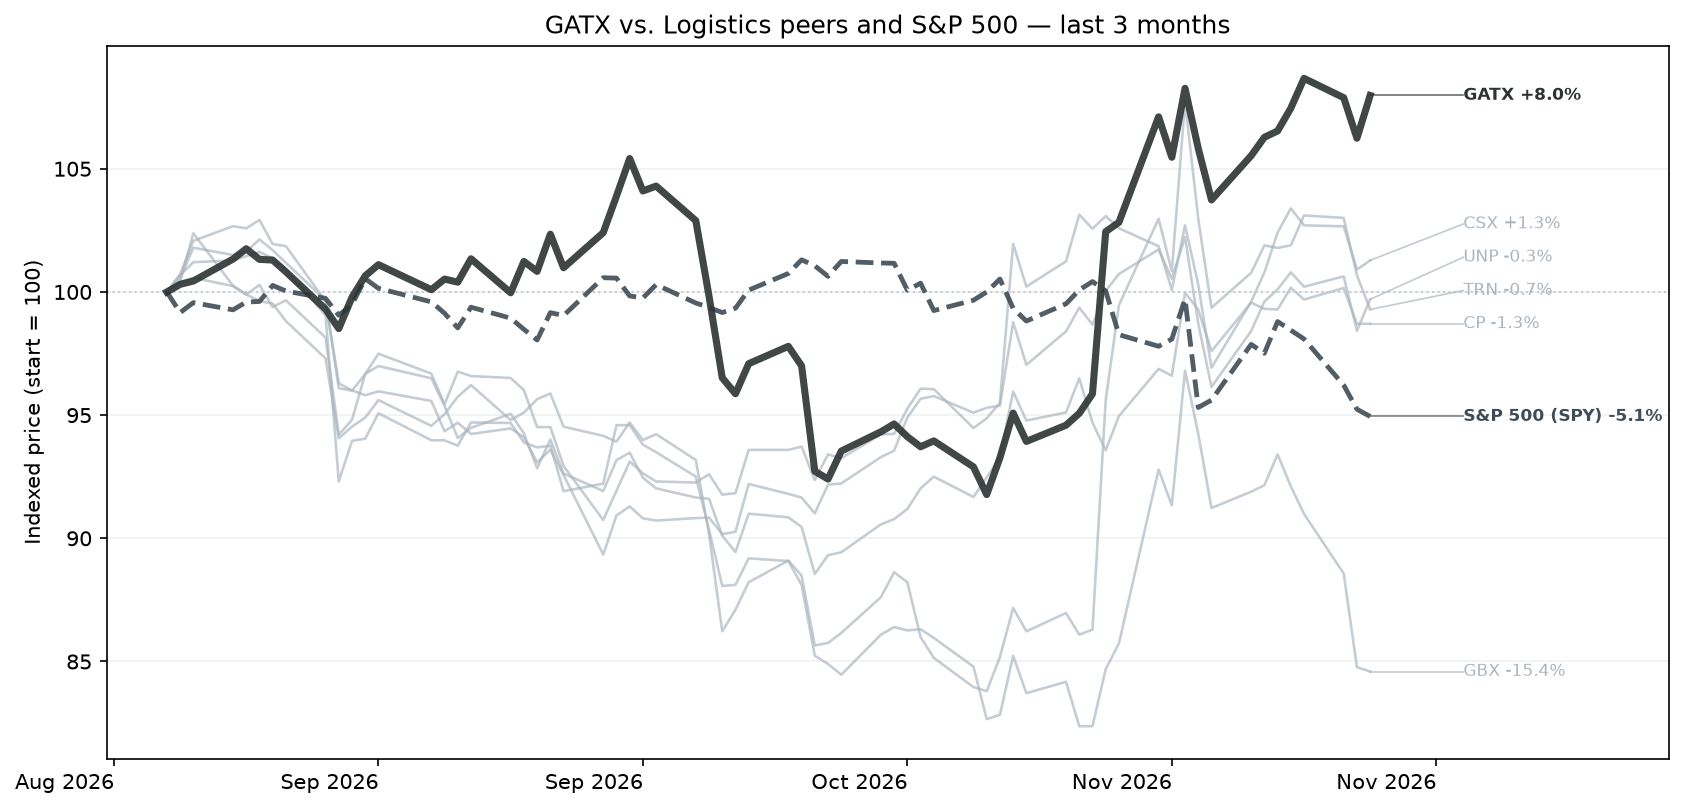 GATX vs. Logistics peers and S&P 500 — last 3 months
Indexed price (start = 100)
105
100
95
90
85
GATX +8.0%
CSX +1.3%
UNP -0.3%
TRN -0.7%
CP -1.3%
S&P 500 (SPY) -5.1%
GBX -15.4%
Aug 2026
Sep 2026
Sep 2026
Oct 2026
Nov 2026
Nov 2026